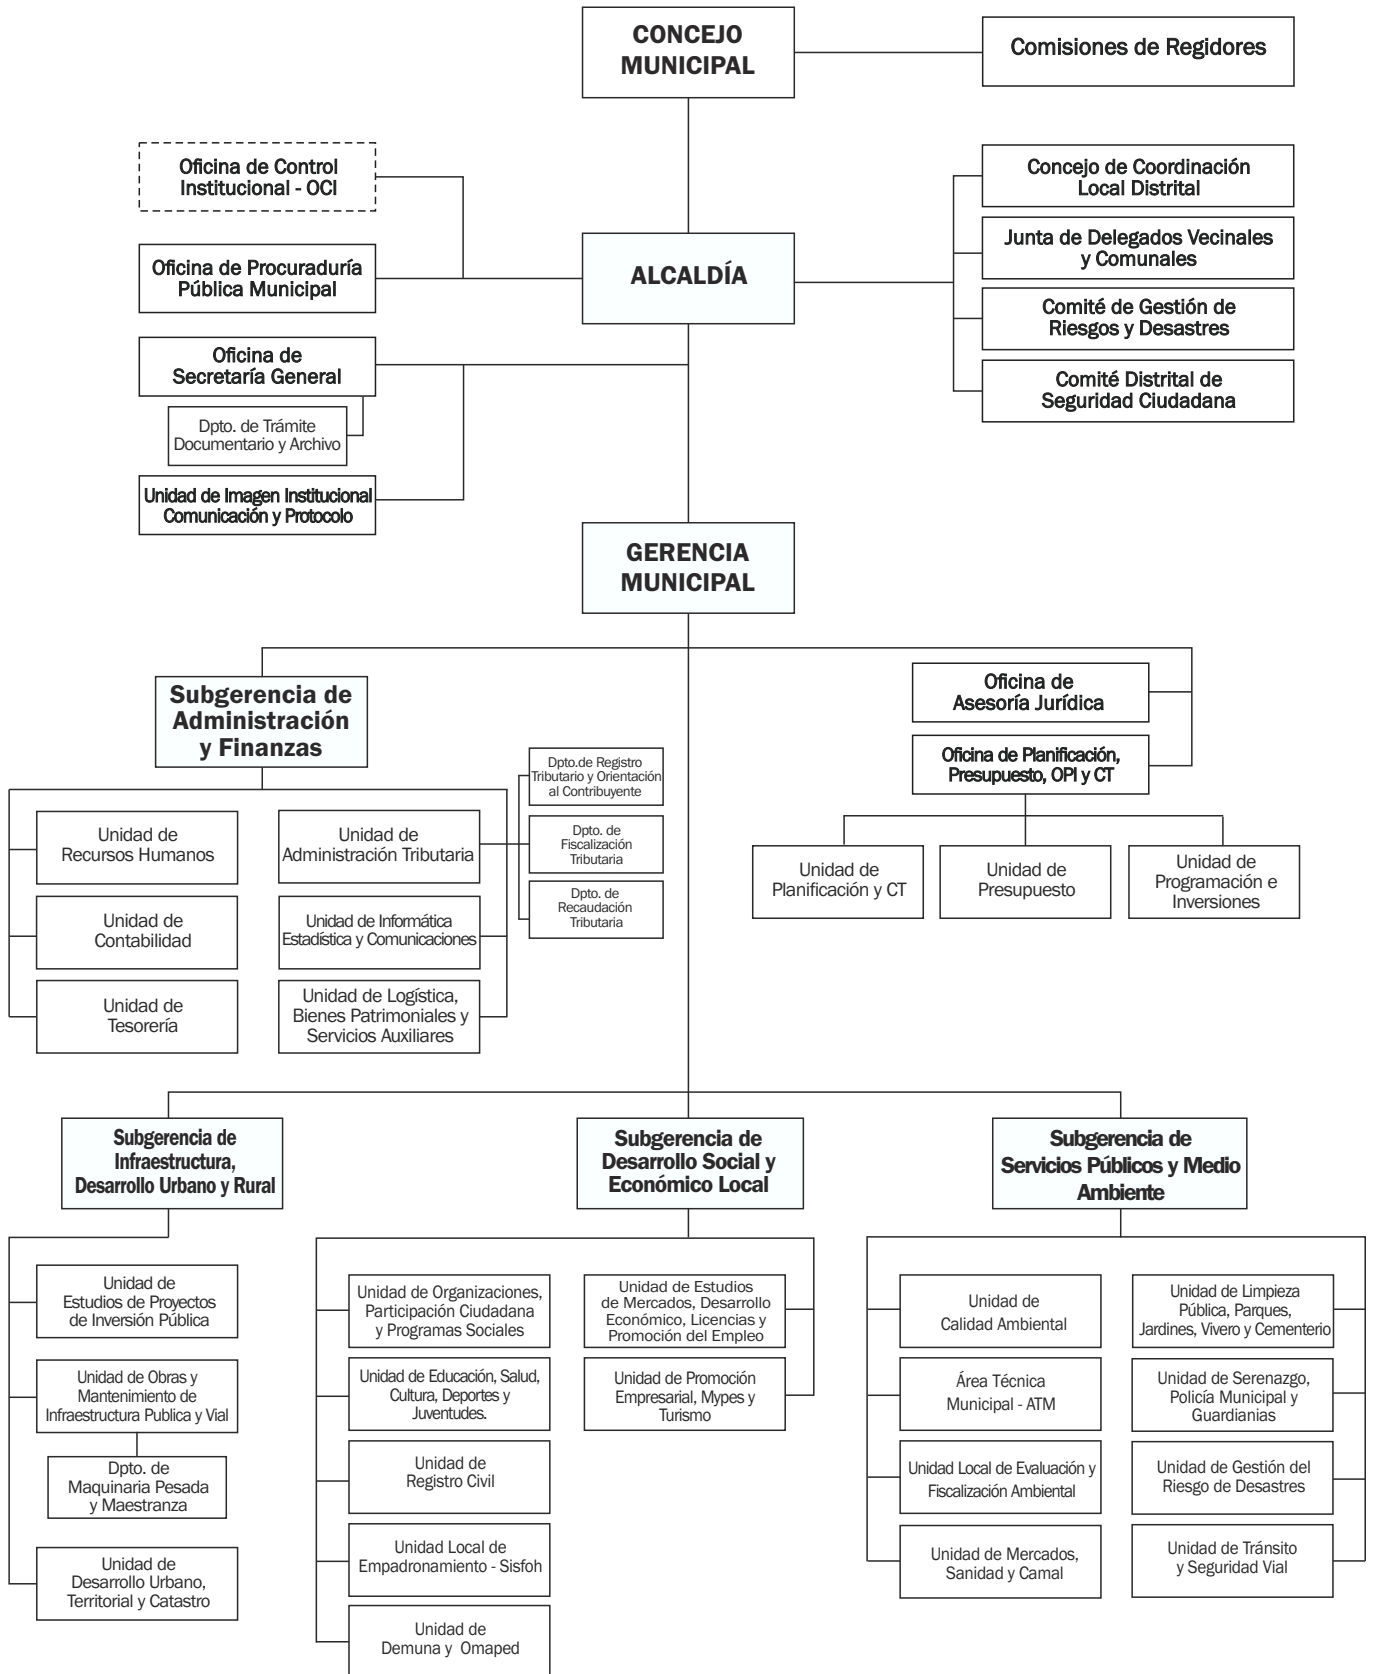 CONCEJO
MUNICIPAL
Comisiones de Regidores
Oficina de Control
Institucional - OCI
Oficina de Procuraduría
Pública Municipal
ALCALDÍA
Concejo de Coordinación
Local Distrital
Junta de Delegados Vecinales
y Comunales
Comité de Gestión de
Riesgos y Desastres
Comité Distrital de
Seguridad Ciudadana
Oficina de
Secretaría General
Dpto. de Trámite
Documentario y Archivo
Unidad de Imagen Institucional
Comunicación y Protocolo
GERENCIA
MUNICIPAL
Subgerencia de
Administración
y Finanzas
Oficina de
Asesoría Jurídica
Oficina de Planificación,
Presupuesto, OPI y CT
Unidad de
Recursos Humanos
Unidad de
Contabilidad
Unidad de
Tesorería
Unidad de
Administración Tributaria
Unidad de Informática
Estadística y Comunicaciones
Unidad de Logística,
Bienes Patrimoniales y
Servicios Auxiliares
Dpto.de Registro
Tributario y Orientación
al Contribuyente
Dpto. de
Fiscalización
Tributaria
Dpto. de
Recaudación
Tributaria
Unidad de
Planificación y CT
Unidad de
Presupuesto
Unidad de
Programación e
Inversiones
Subgerencia de
Infraestructura,
Desarrollo Urbano y Rural
Unidad de
Estudios de Proyectos
de Inversión Pública
Unidad de Obras y
Mantenimiento de
Infraestructura Publica y Vial
Dpto. de
Maquinaria Pesada
y Maestranza
Unidad de
Desarrollo Urbano,
Territorial y Catastro
Subgerencia de
Desarrollo Social y
Económico Local
Unidad de Organizaciones,
Participación Ciudadana
y Programas Sociales
Unidad de Educación, Salud,
Cultura, Deportes y
Juventudes.
Unidad de
Registro Civil
Unidad Local de
Empadronamiento - Sisfoh
Unidad de
Demuna y Omaped
Unidad de Estudios
de Mercados, Desarrollo
Económico, Licencias y
Promoción del Empleo
Unidad de Promoción
Empresarial, Mypes y
Turismo
Subgerencia de
Servicios Públicos y Medio
Ambiente
Unidad de
Calidad Ambiental
Área Técnica
Municipal - ATM
Unidad Local de Evaluación y
Fiscalización Ambiental
Unidad de Mercados,
Sanidad y Camal
Unidad de Limpieza
Pública, Parques,
Jardines, Vivero y Cementerio
Unidad de Serenazgo,
Policía Municipal y
Guardianias
Unidad de Gestión del
Riesgo de Desastres
Unidad de Tránsito
y Seguridad Vial